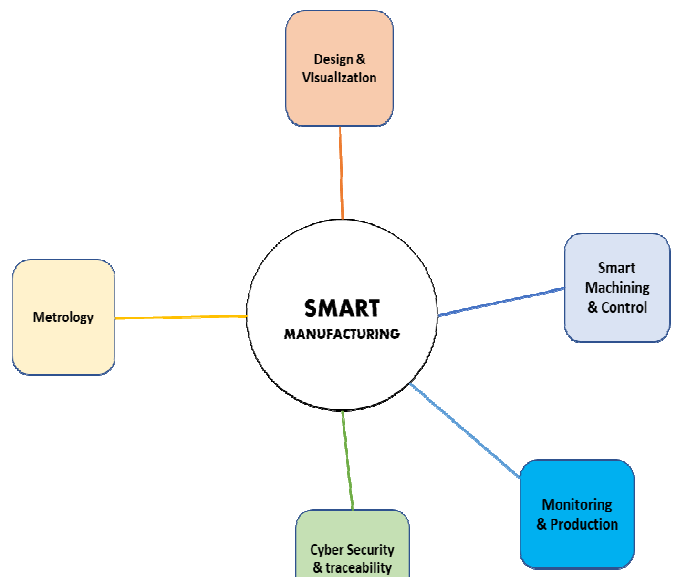 Design &
Visualization
Smart
Machining
& Control
SMART
MANUFACTURING
Metrology
Monitoring
& Production
Cyber Security
& traceability